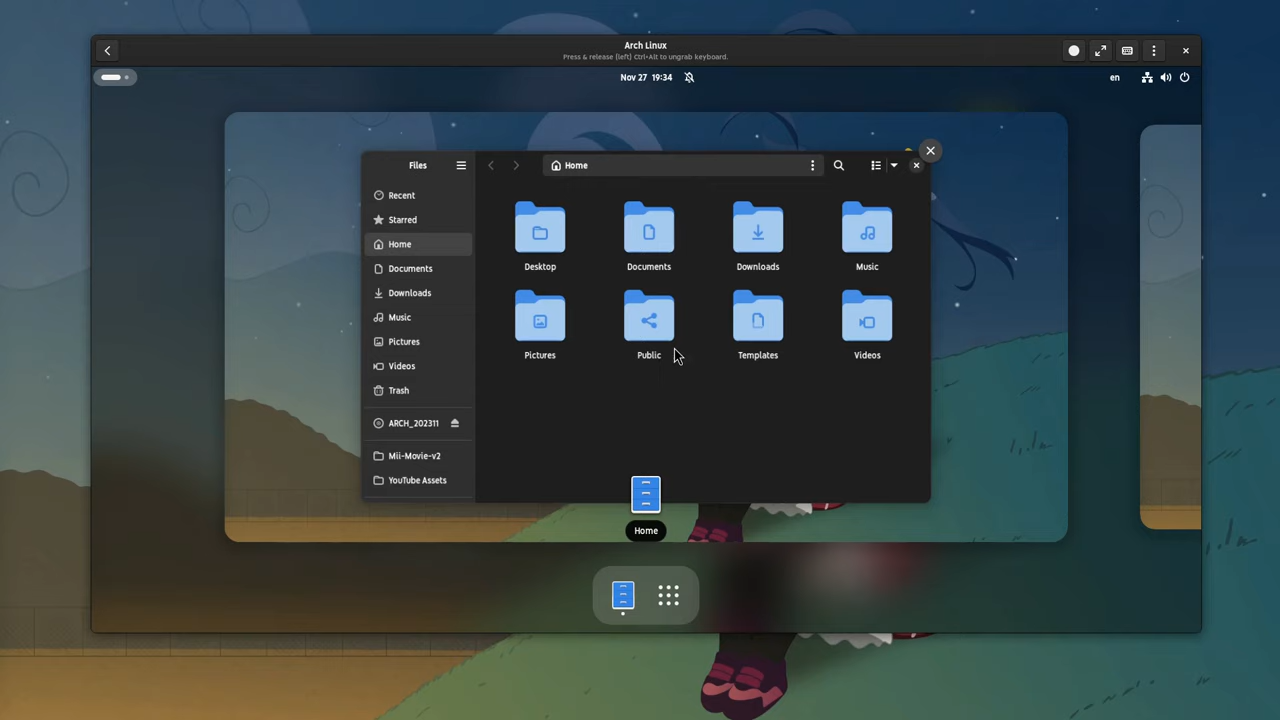 Arch Linux
Press & release [left] Ctrl+Alt to ungrab keyboard.
Nov 27 19:34
en
Files
Home
Recent
Starred
Home
Documents
Downloads
Music
Pictures
Videos
Trash
ARCH_202311
Mii-Movie-v2
YouTube Assets
Desktop
Documents
Downloads
Music
Pictures
Public
Templates
Videos
Home